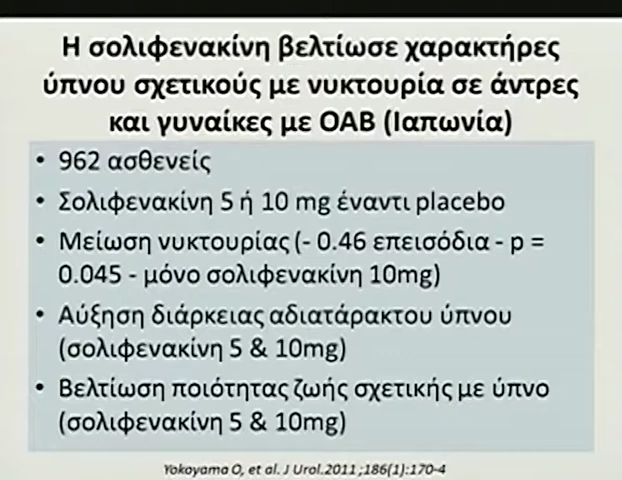 Η σολιφενακίνη βελτίωσε χαρακτήρες
ύπνου σχετικούς με νυκτουρία σε άντρες
και γυναίκες με ΟΑΒ (Ιαπωνία)
• 962 ασθενείς
• Σολιφενακίνη 5 ή 10 mg έναντι placebo
• Μείωση νυκτουρίας (- 0.46 επεισόδια - p =
0.045 - μόνο σολιφενακίνη 10mg)
• Αύξηση διάρκειας αδιατάρακτου ύπνου
(σολιφενακίνη 5 & 10mg)
• Βελτίωση ποιότητας ζωής σχετικής με ύπνο
(σολιφενακίνη 5 & 10mg)
Yokoyama O, et al. J Urol.2011;186(1):170-4